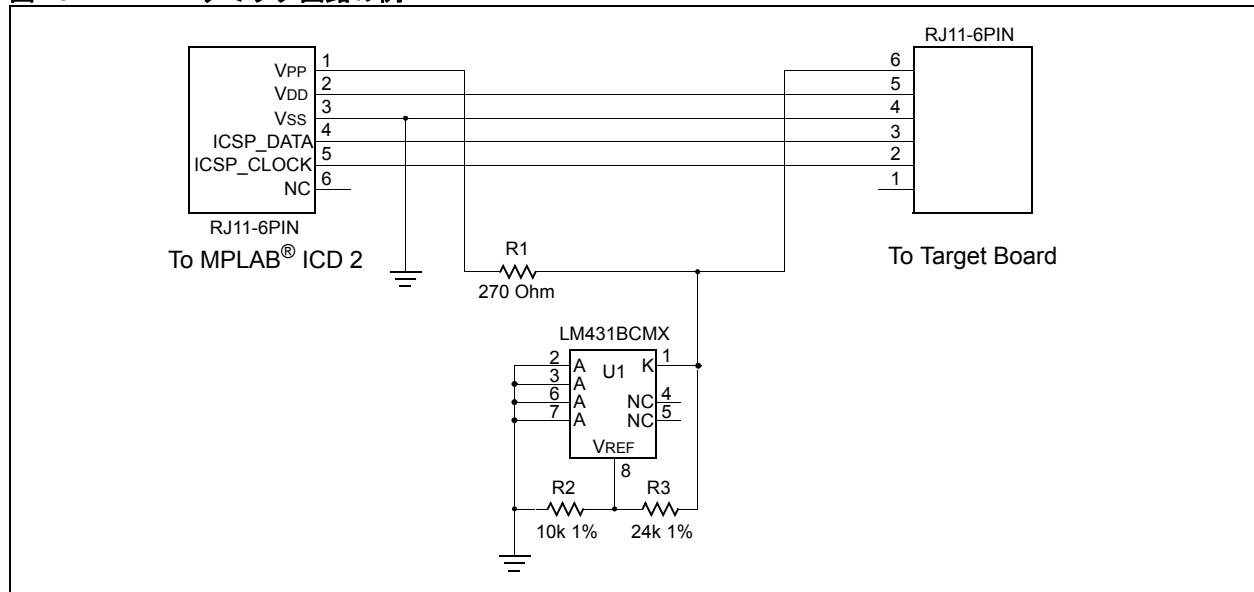 RJ11-6PIN
VPP 1
VDD 2
VSS 3
ICSP_DATA 4
ICSP_CLOCK 5
NC 6
RJ11-6PIN
To MPLAB® ICD 2
6
5
4
3
2
1
To Target Board
R1
270 Ohm
LM431BCMX
2 A U1 K 1
3 A
6 A NC 4
7 A NC 5
VREF
8
R2 R3
10k 1% 24k 1%